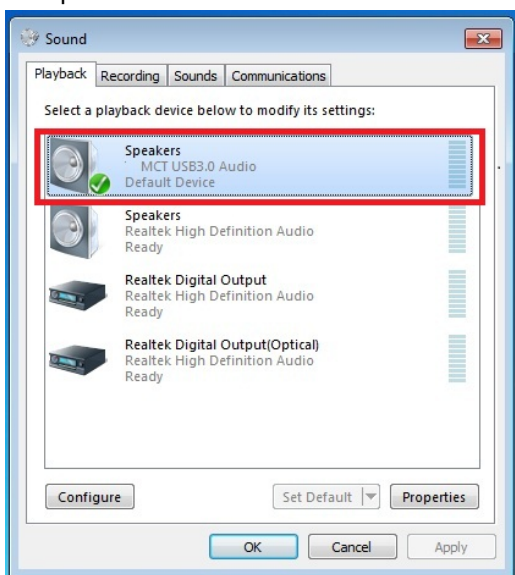 Sound
Playback Recording Sounds Communications
Select a playback device below to modify its settings:
Speakers
MCT USB3.0 Audio
Default Device
Speakers
Realtek High Definition Audio
Ready
Realtek Digital Output
Realtek High Definition Audio
Ready
Realtek Digital Output(Optical)
Realtek High Definition Audio
Ready
Configure Set Default Properties
OK Cancel Apply